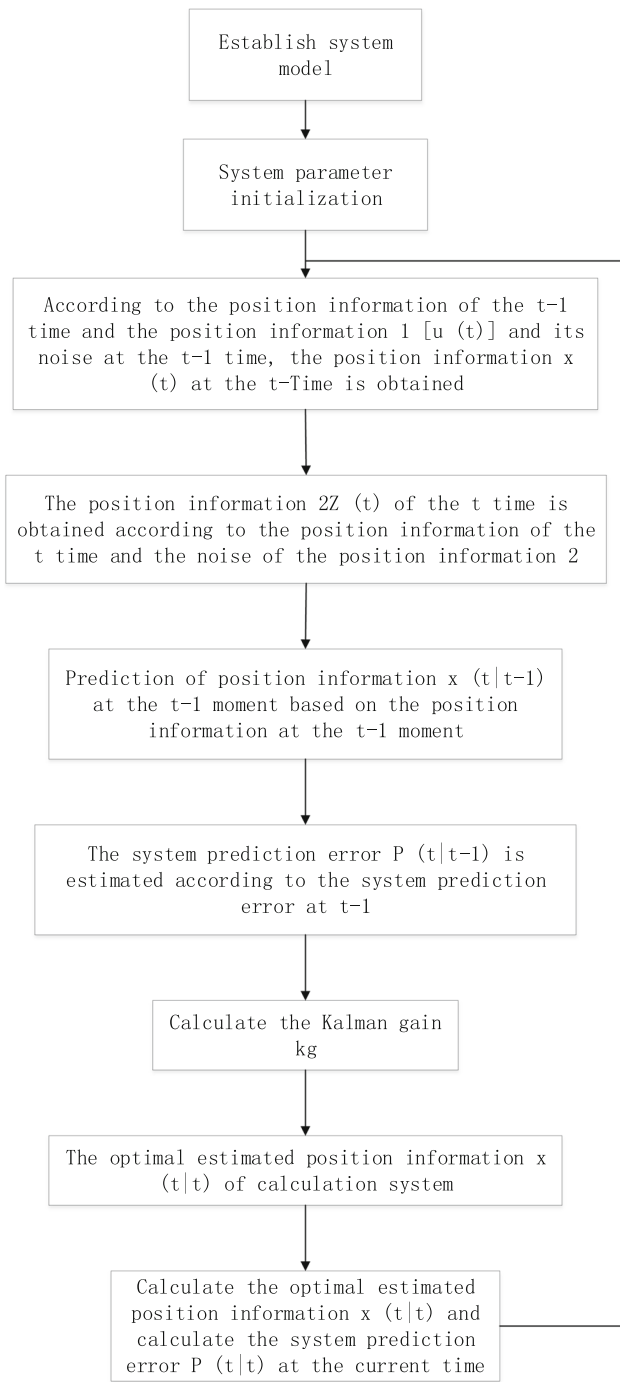 Establish system
model
System parameter
initialization
According to the position information of the t-1
time and the position information 1 [u (t)] and its
noise at the t-1 time, the position information x
(t) at the t-Time is obtained
The position information 2Z (t) of the t time is
obtained according to the position information of the
t time and the noise of the position information 2
Prediction of position information x (t|t-1)
at the t-1 moment based on the position
information at the t-1 moment
The system prediction error P (t|t-1) is
estimated according to the system prediction
error at t-1
Calculate the Kalman gain
kg
The optimal estimated position information x
(t|t) of calculation system
Calculate the optimal estimated
position information x (t|t) and
calculate the system prediction
error P (t|t) at the current time